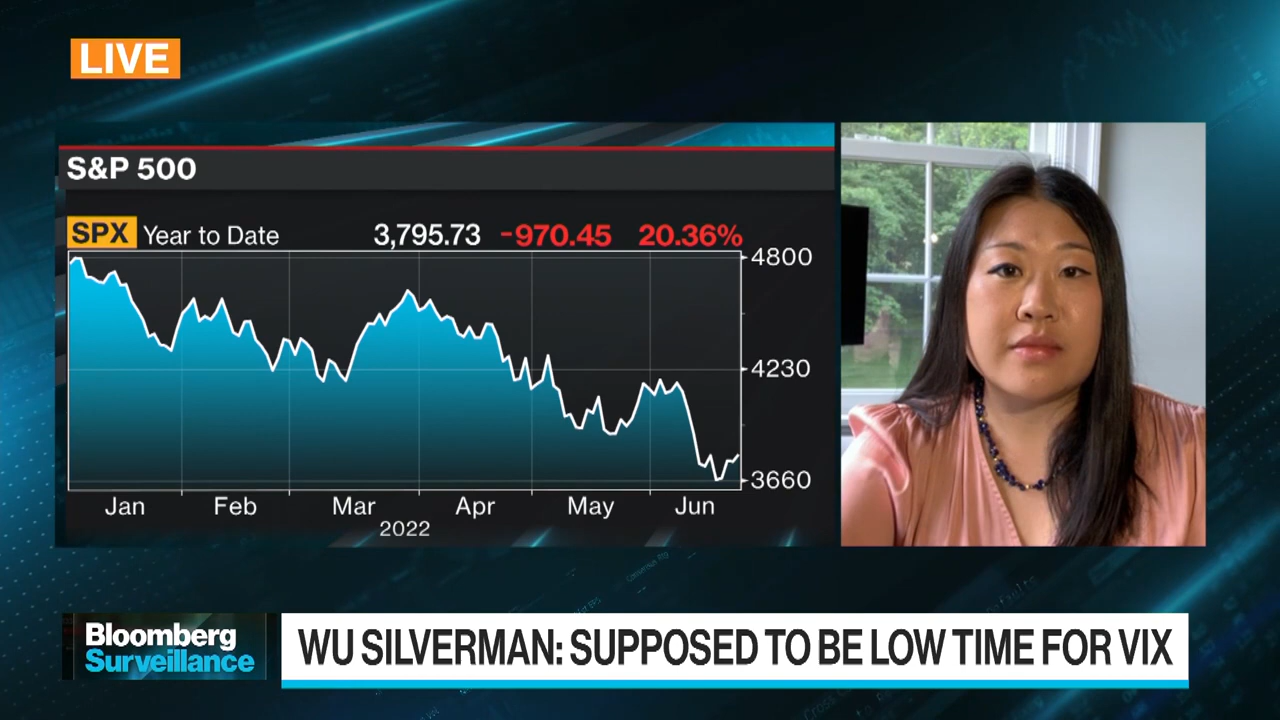 LIVE
S&P 500
SPX Year to Date 3,795.73 -970.45 20.36%
4800
4230
3660
Jan Feb Mar Apr May Jun
2022
Bloomberg
Surveillance
WU SILVERMAN: SUPPOSED TO BE LOW TIME FOR VIX